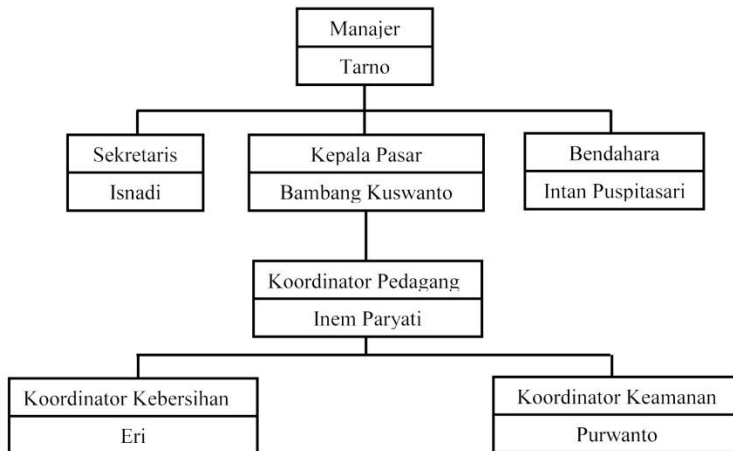 Manajer
Tarno
Sekretaris
Isnadi
Kepala Pasar
Bambang Kuswanto
Bendahara
Intan Puspitasari
Koordinator Pedagang
Inem Paryati
Koordinator Kebersihan
Eri
Koordinator Keamanan
Purwanto